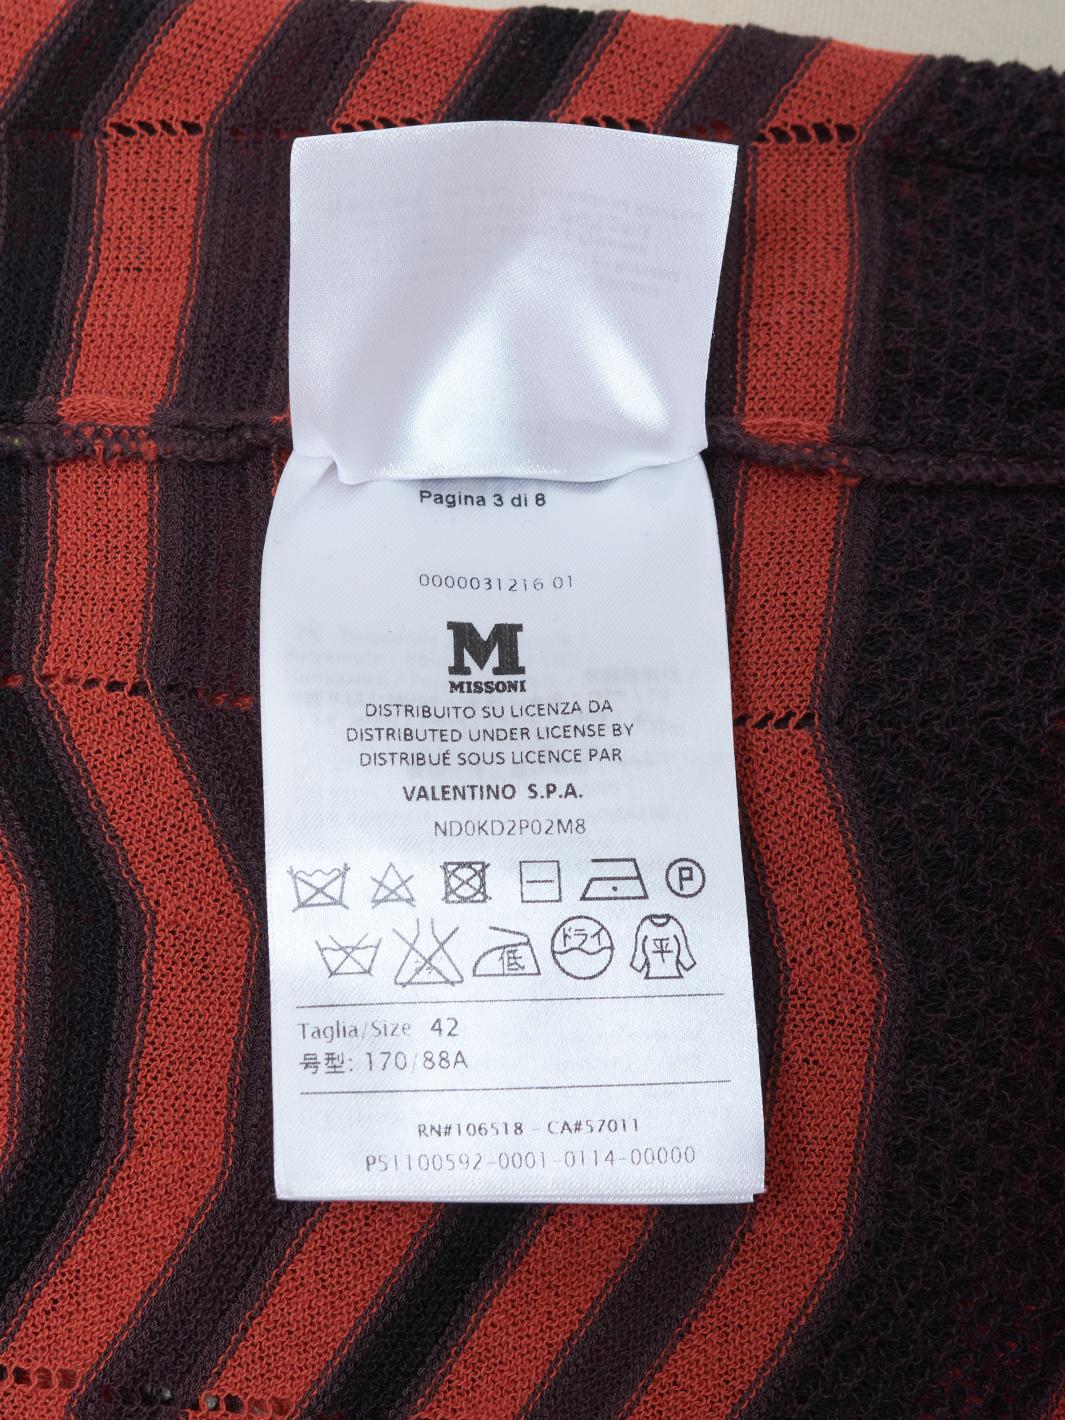 Pagina 3 di 8
0000031216 01
M
MISSONI
DISTRIBUITO SU LICENZA DA
DISTRIBUTED UNDER LICENSE BY
DISTRIBUÉ SOUS LICENCE PAR
VALENTINO S.P.A.
ND0KD2P02M8
P
低 ドライ 平
Taglia/Size 42
号型: 170/88A
RN#106518 - CA#57011
P51100592-0001-0114-00000